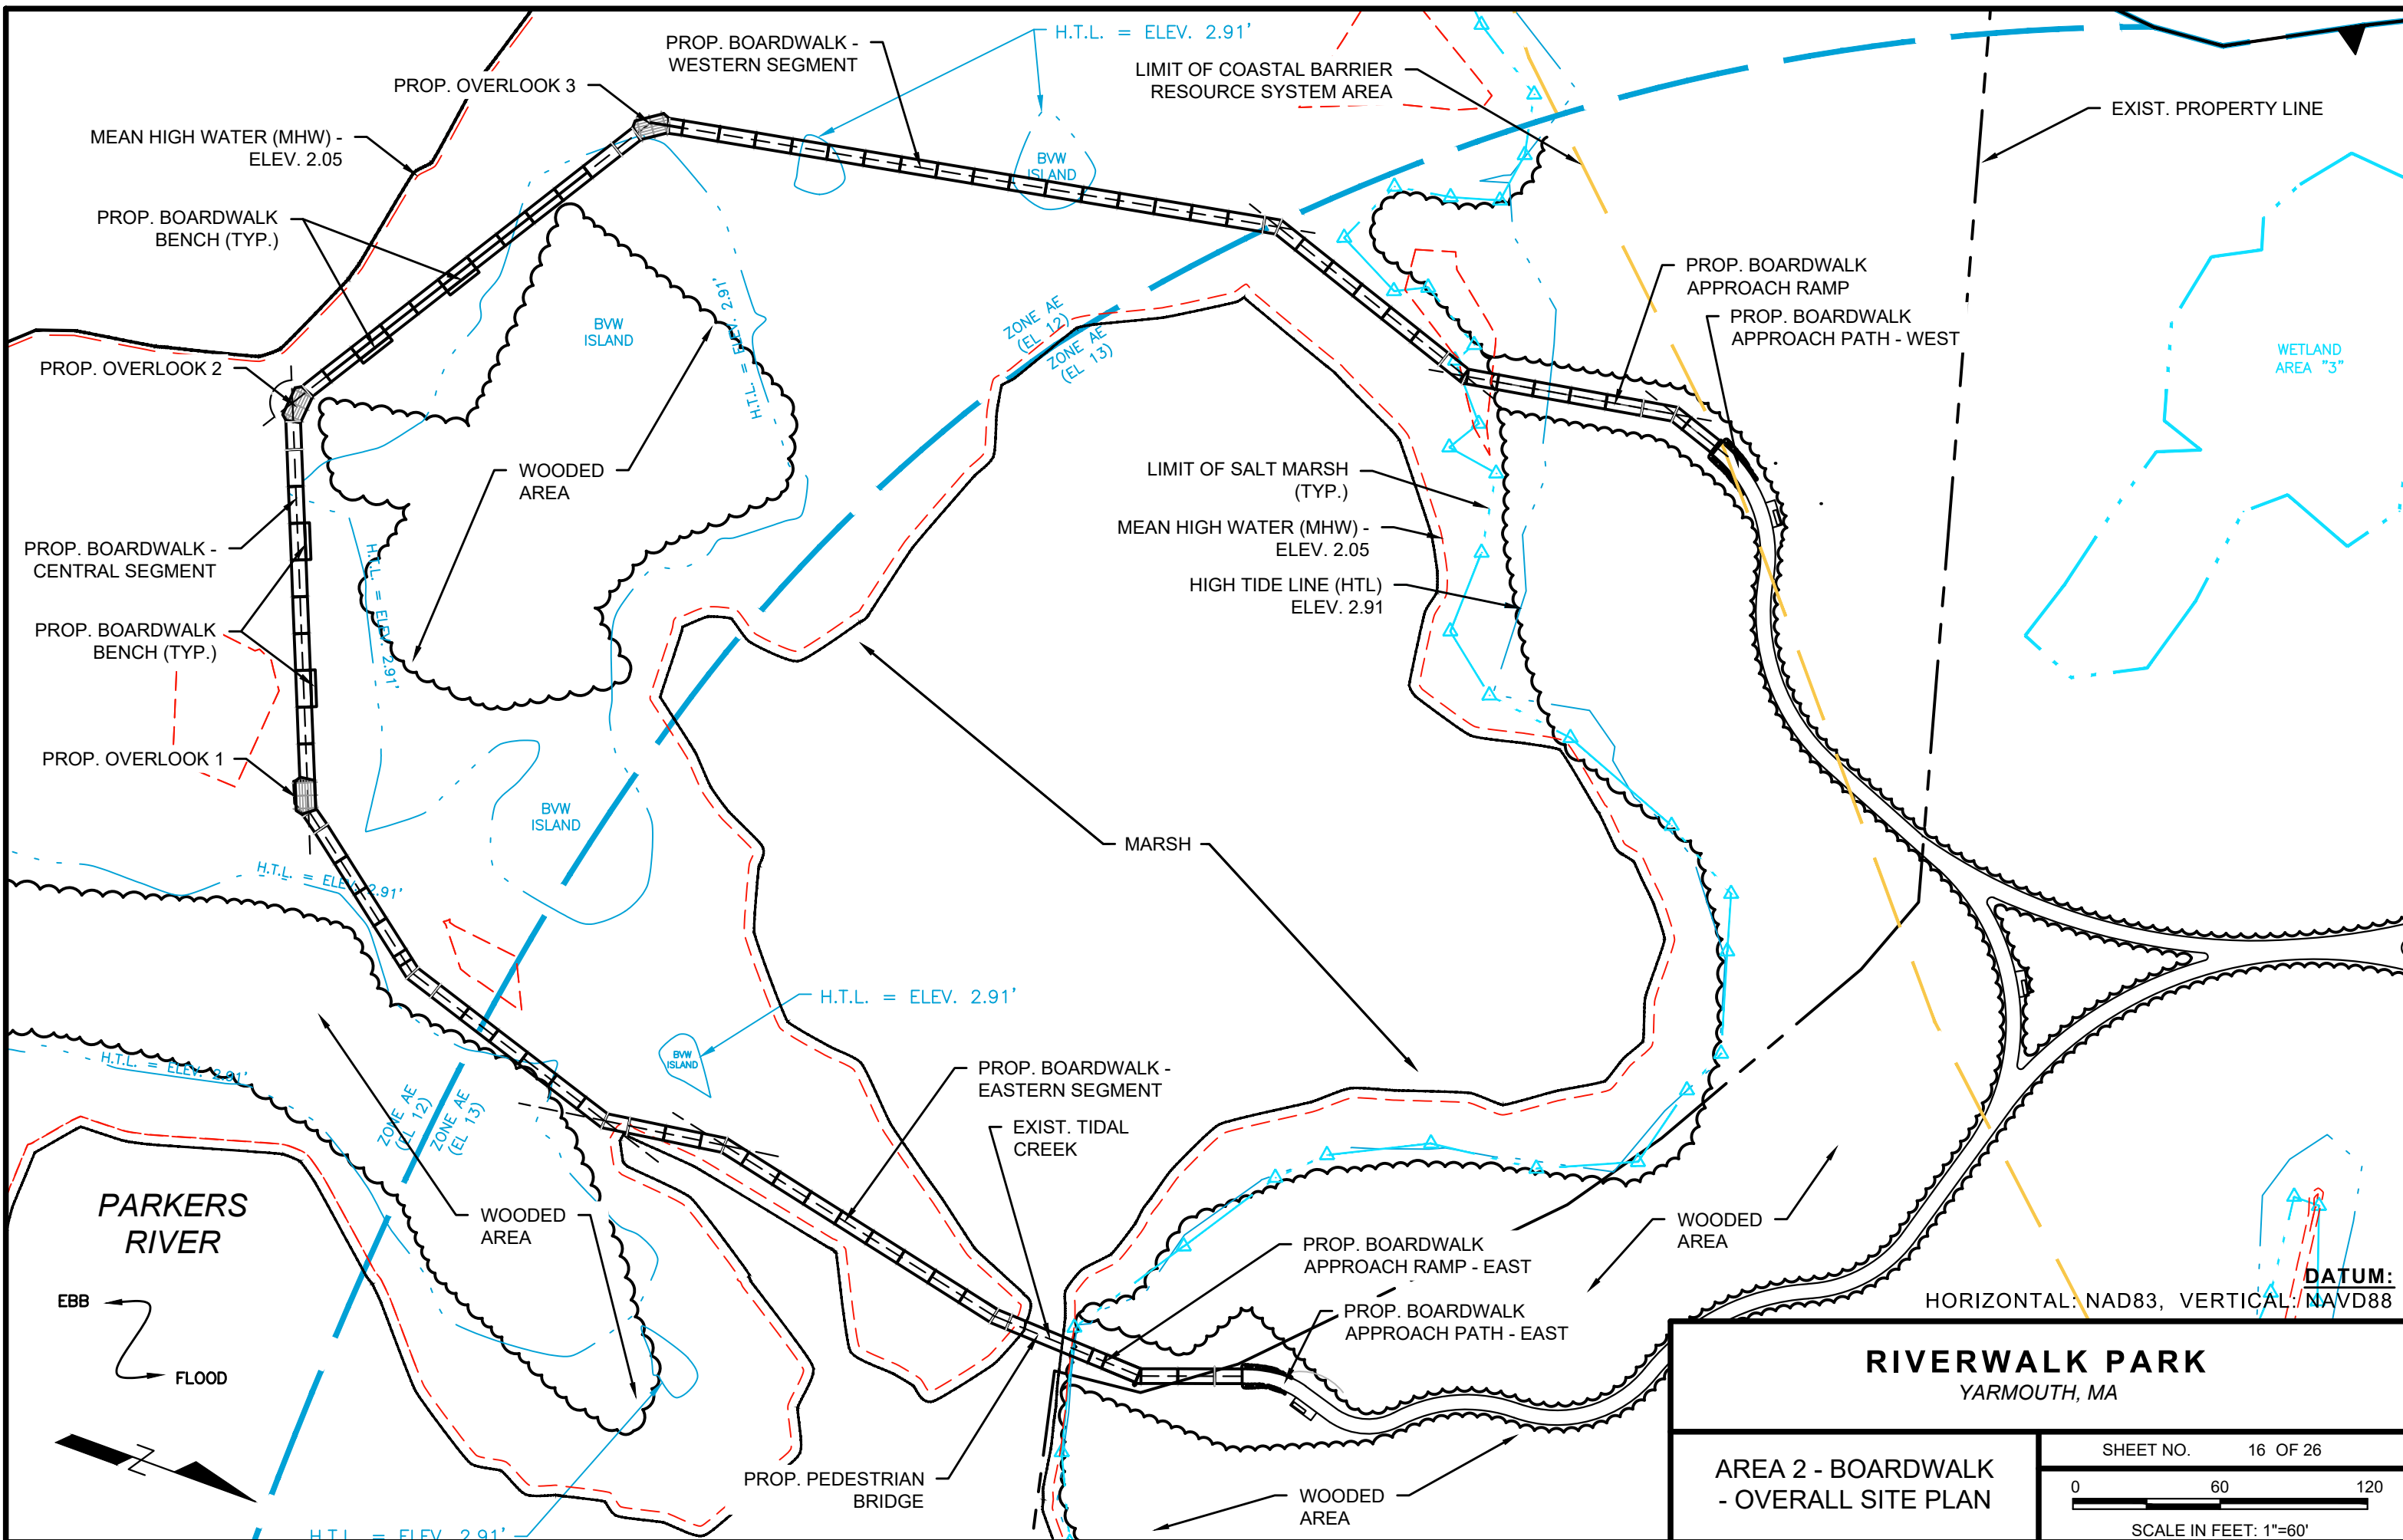 PROP. BOARDWALK -
WESTERN SEGMENT
H.T.L. = ELEV. 2.91'
PROP. OVERLOOK 3
LIMIT OF COASTAL BARRIER
RESOURCE SYSTEM AREA
EXIST. PROPERTY LINE
MEAN HIGH WATER (MHW) -
ELEV. 2.05
BVW
ISLAND
PROP. BOARDWALK
BENCH (TYP.)
PROP. BOARDWALK
APPROACH RAMP
PROP. BOARDWALK
APPROACH PATH - WEST
BVW
ISLAND
H.T.L. = ELEV. 2.91'
ZONE AE
(EL 12)
ZONE AE
(EL 13)
WETLAND
AREA "3"
PROP. OVERLOOK 2
WOODED
AREA
LIMIT OF SALT MARSH
(TYP.)
MEAN HIGH WATER (MHW) -
ELEV. 2.05
HIGH TIDE LINE (HTL)
ELEV. 2.91
PROP. BOARDWALK -
CENTRAL SEGMENT
H.T.L. = ELEV. 2.91'
PROP. BOARDWALK
BENCH (TYP.)
PROP. OVERLOOK 1
BVW
ISLAND
MARSH
H.T.L. = ELEV. 2.91'
H.T.L. = ELEV. 2.91'
BVW
ISLAND
H.T.L. = ELEV. 2.91'
PROP. BOARDWALK -
EASTERN SEGMENT
EXIST. TIDAL
CREEK
ZONE AE
(EL 12)
ZONE AE
(EL 13)
PARKERS
RIVER
WOODED
AREA
WOODED
AREA
PROP. BOARDWALK
APPROACH RAMP - EAST
PROP. BOARDWALK
APPROACH PATH - EAST
EBB
FLOOD
N
PROP. PEDESTRIAN
BRIDGE
WOODED
AREA
H.T.L. = ELEV. 2.91'
DATUM:
HORIZONTAL: NAD83, VERTICAL: NAVD88
RIVERWALK PARK
YARMOUTH, MA
AREA 2 - BOARDWALK
- OVERALL SITE PLAN
SHEET NO. 16 OF 26
0 60 120
SCALE IN FEET: 1"=60'